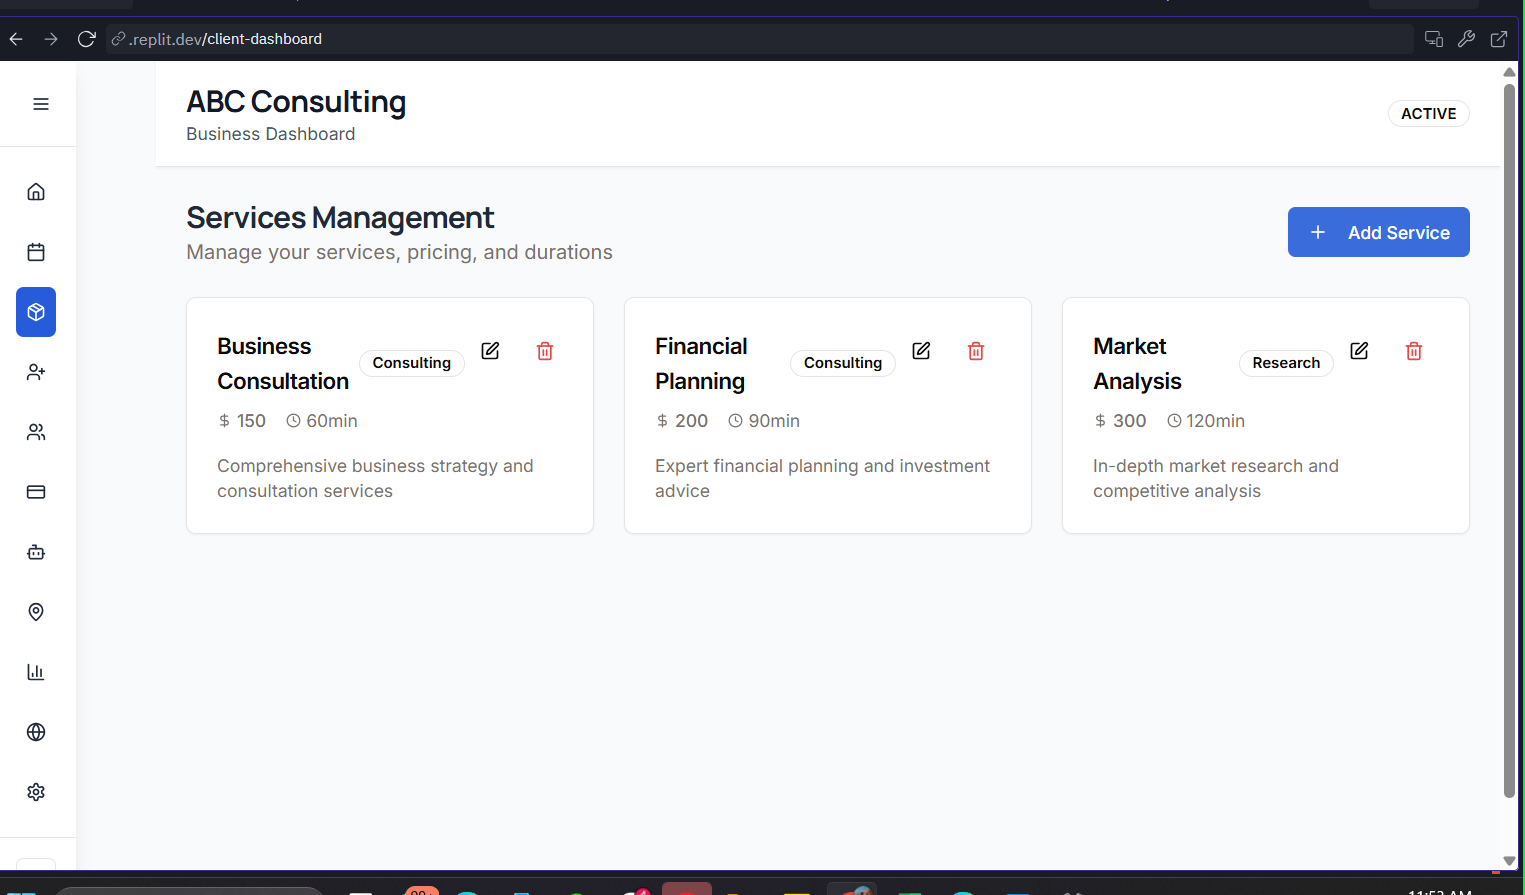 .replit.dev/client-dashboard
ABC Consulting
Business Dashboard
ACTIVE
Services Management
Manage your services, pricing, and durations
+ Add Service
Business
Consultation
Consulting
$ 150 60min
Comprehensive business strategy and
consultation services
Financial
Planning
Consulting
$ 200 90min
Expert financial planning and investment
advice
Market
Analysis
Research
$ 300 120min
In-depth market research and
competitive analysis